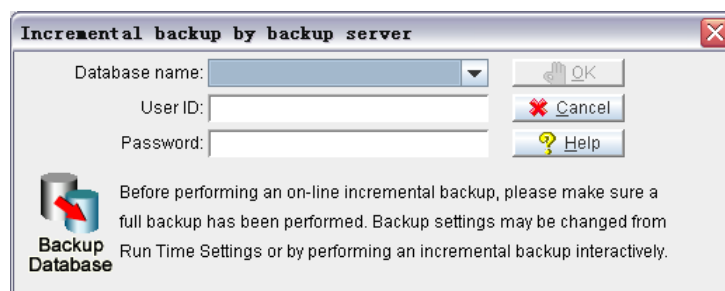 Incremental backup by backup server
Database name:
OK
User ID:
Cancel
Password:
Help
Before performing an on-line incremental backup, please make sure a
full backup has been performed. Backup settings may be changed from
Run Time Settings or by performing an incremental backup interactively.
Backup
Database